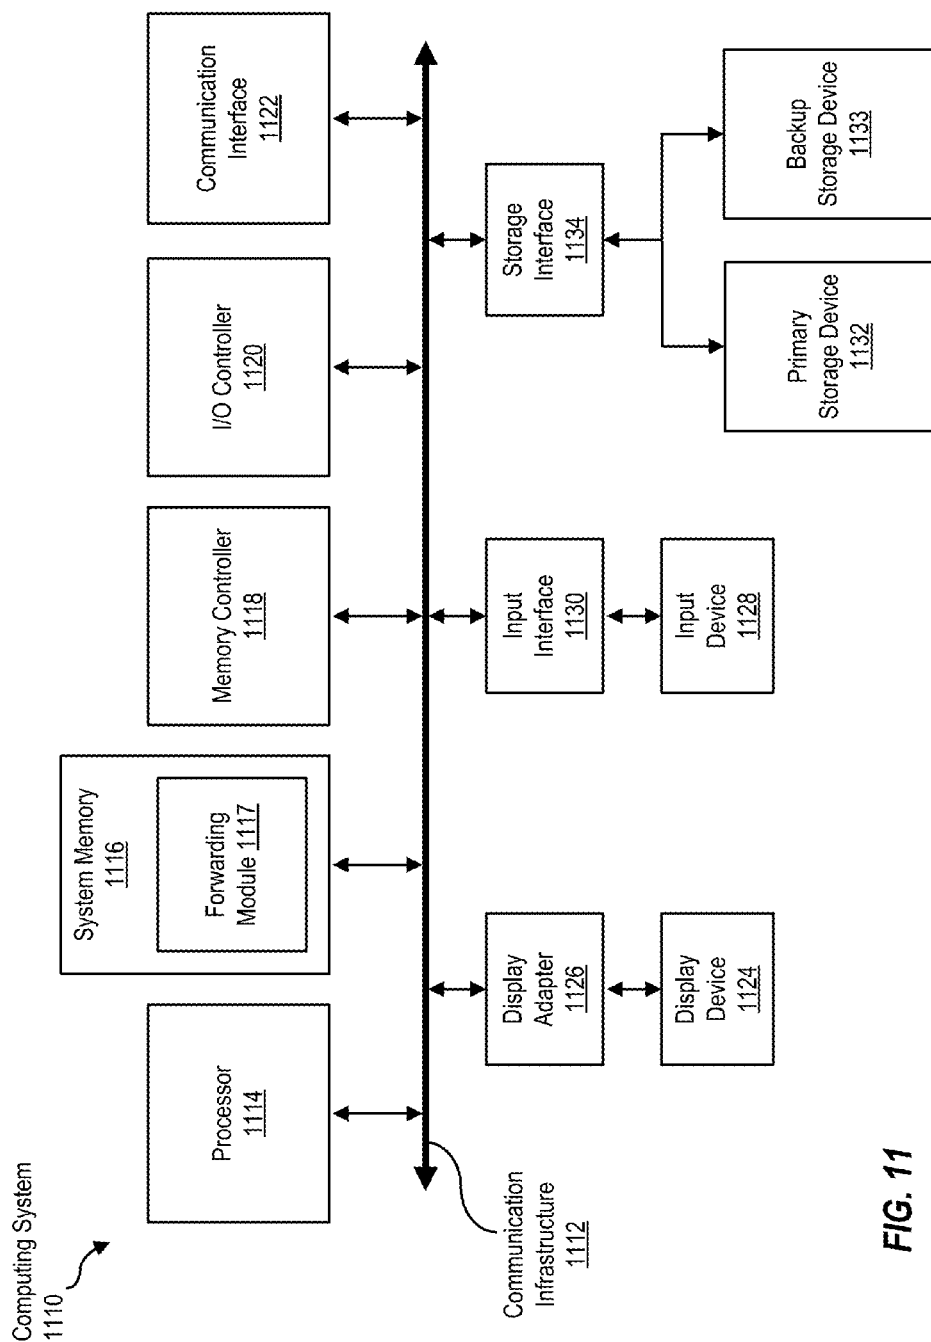 Computing System
1110
Processor
1114
System Memory
1116
Forwarding
Module 1117
Memory Controller
1118
I/O Controller
1120
Communication
Interface
1122
Communication
Infrastructure
1112
Display
Adapter
1126
Input
Interface
1130
Storage
Interface
1134
Display
Device
1124
Input
Device
1128
Primary
Storage Device
1132
Backup
Storage Device
1133
FIG. 11